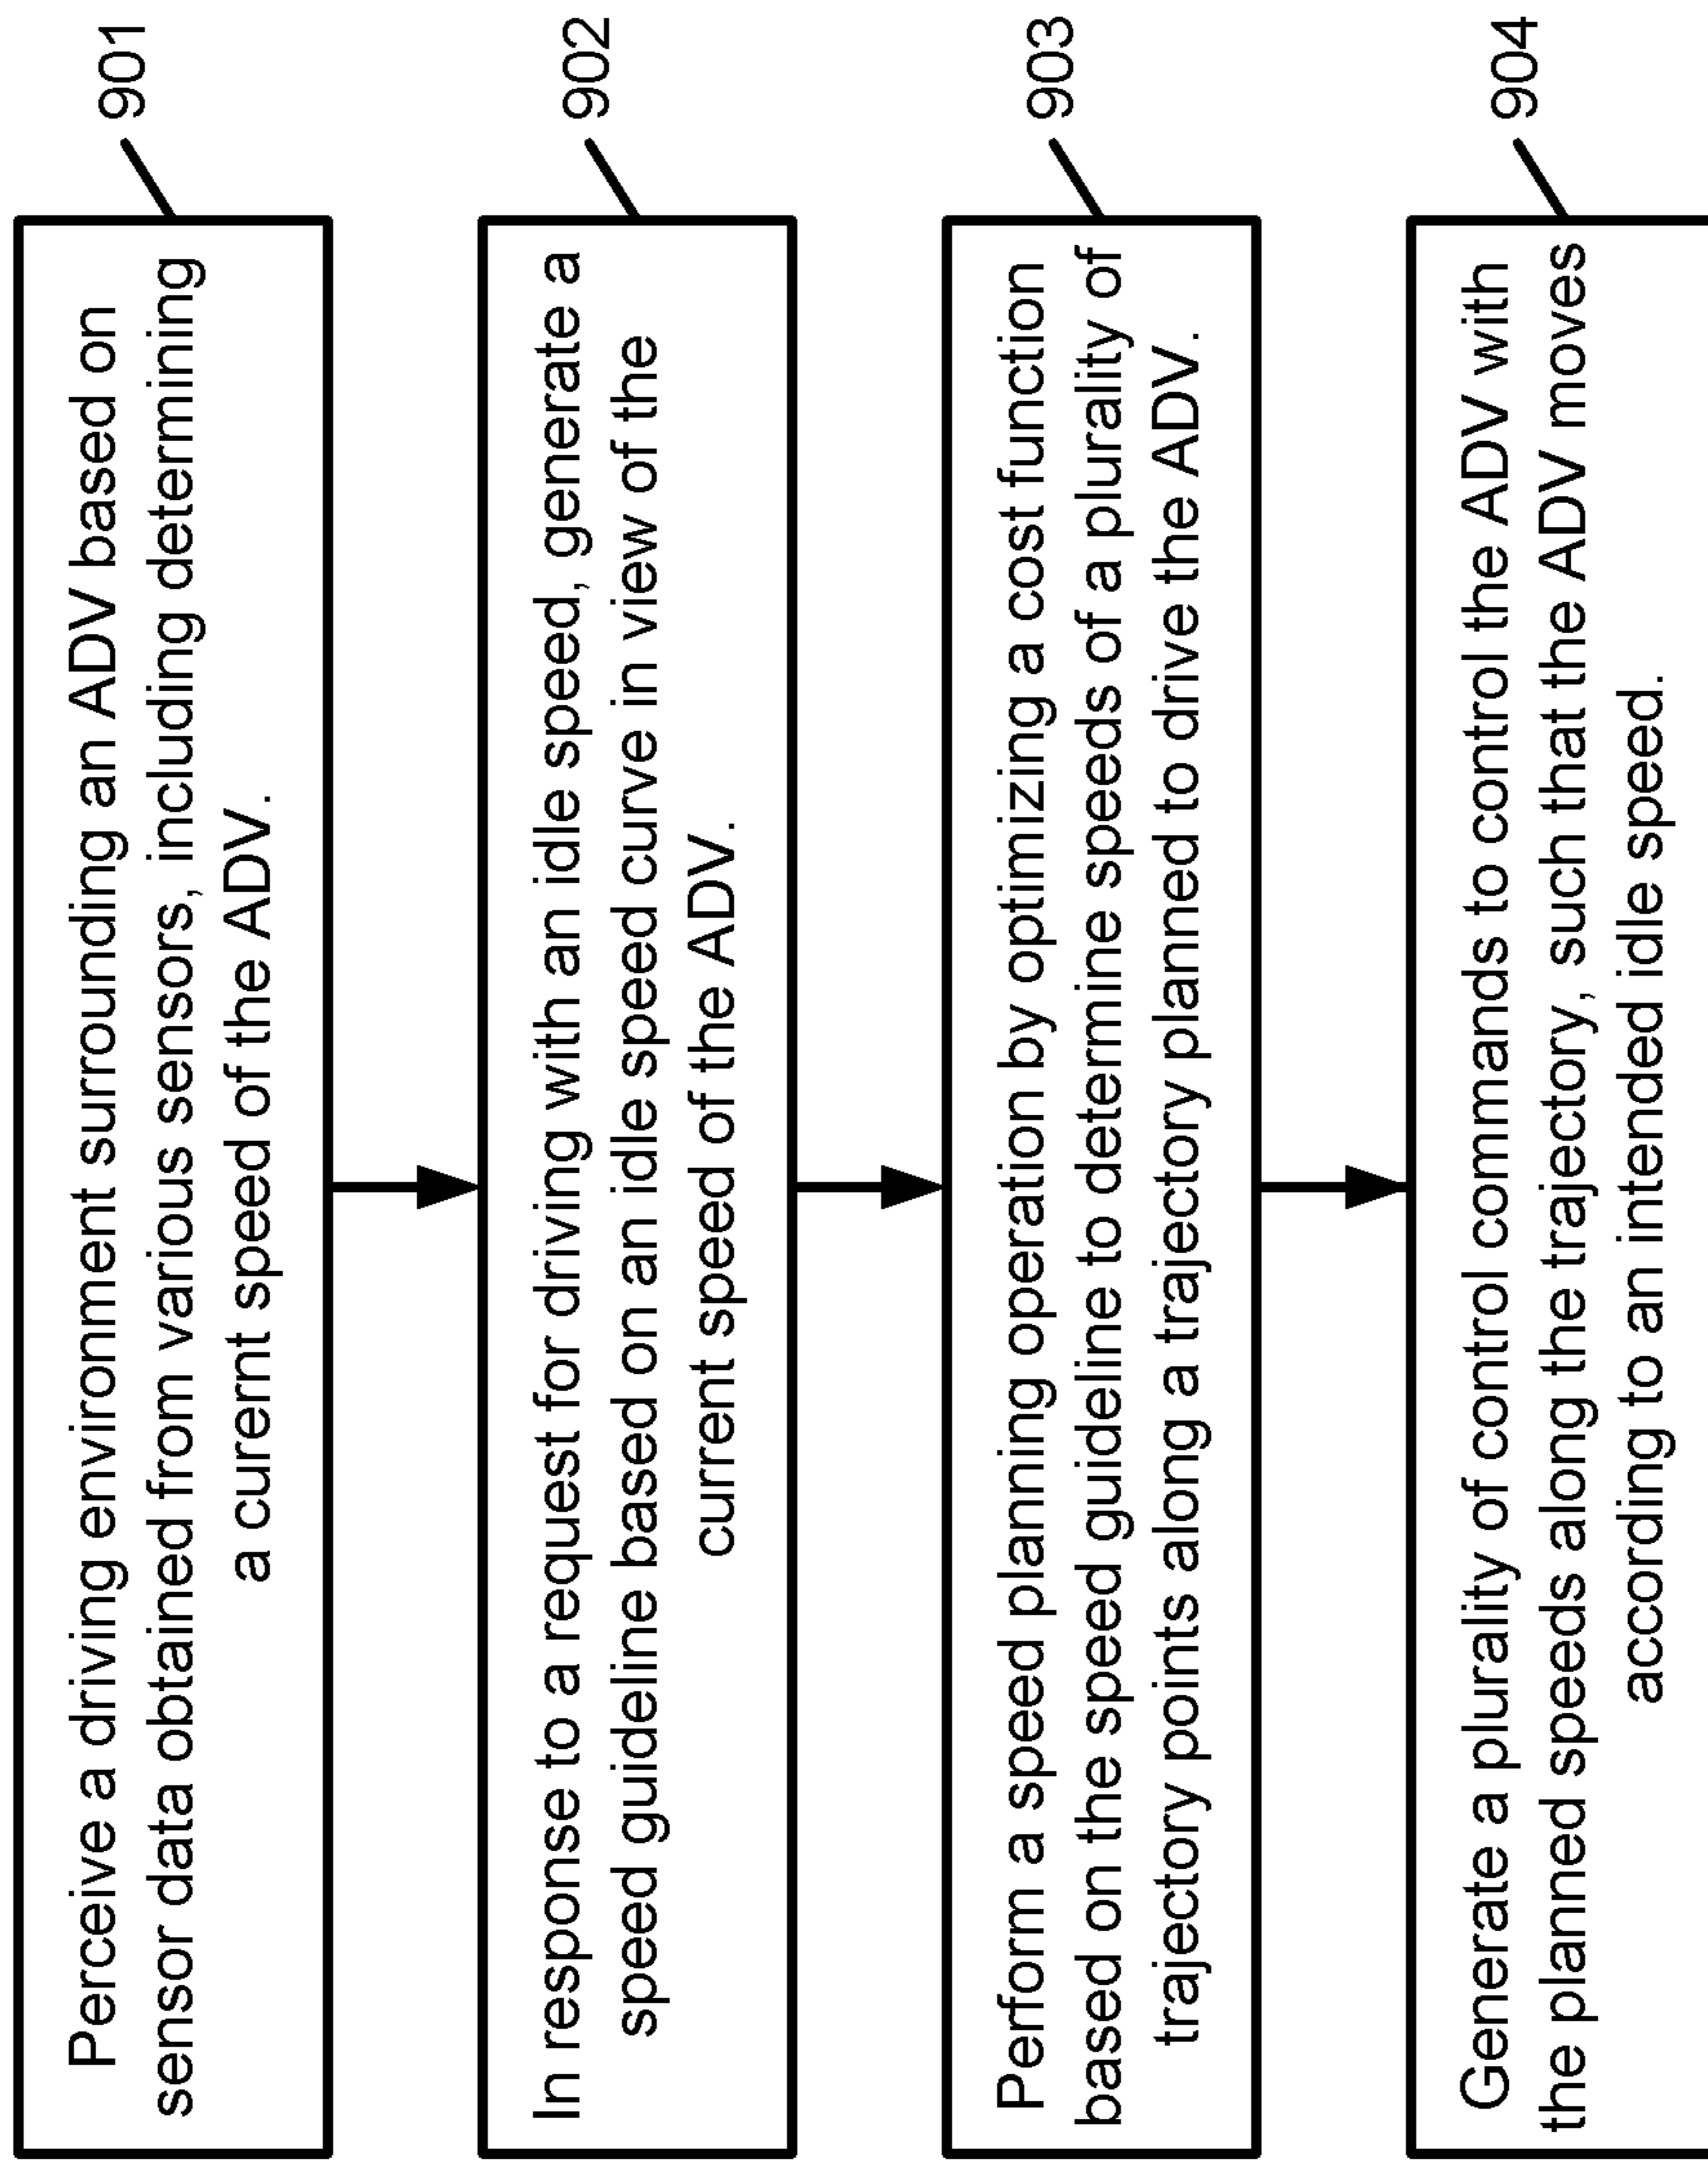 Perceive a driving environment surrounding an ADV based on
sensor data obtained from various sensors, including determining
a curernt speed of the ADV.
901
In response to a request for driving with an idle speed, generate a
speed guideline based on an idle speed curve in view of the
current speed of the ADV.
902
Perform a speed planning operation by optimizing a cost function
based on the speed guideline to determine speeds of a plurality of
trajectory points along a trajectory planned to drive the ADV.
903
Generate a plurality of control commands to control the ADV with
the planned speeds along the trajectory, such that the ADV moves
according to an intended idle speed.
904